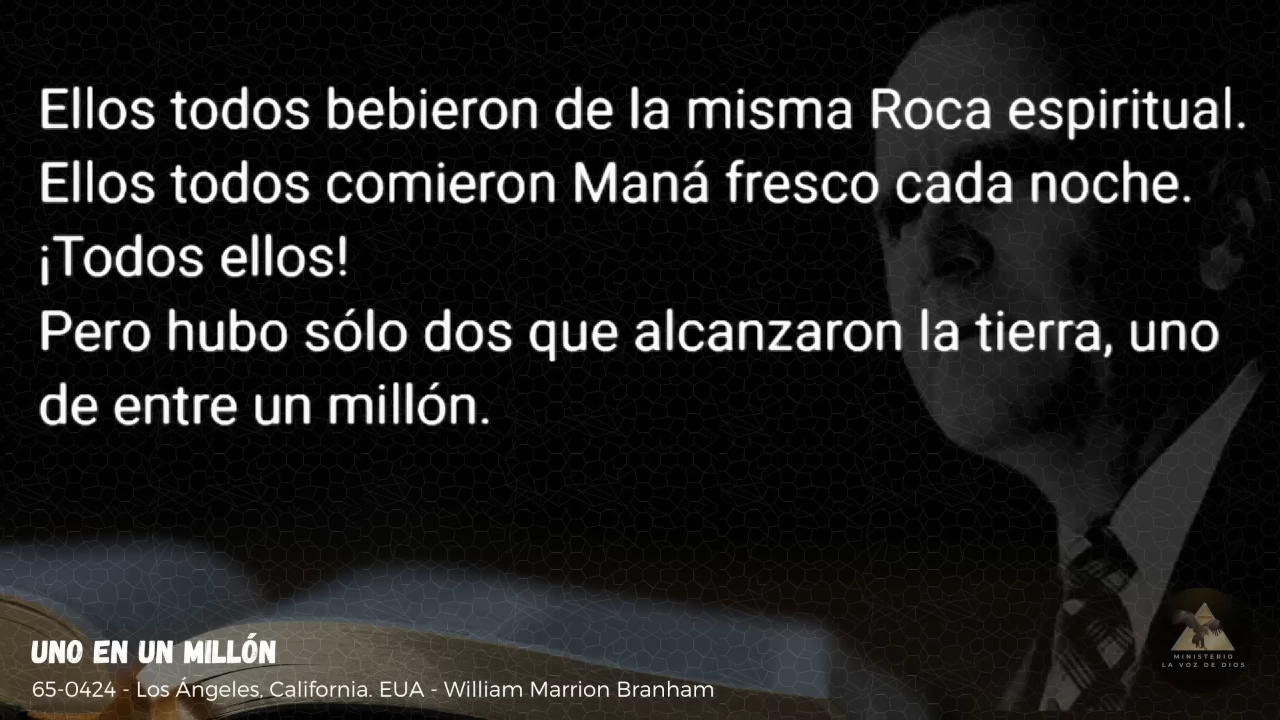 Ellos todos bebieron de la misma Roca espiritual.
Ellos todos comieron Maná fresco cada noche.
¡Todos ellos!
Pero hubo sólo dos que alcanzaron la tierra, uno
de entre un millón.
UNO EN UN MILLÓN
65-0424 - Los Ángeles, California. EUA - William Marrion Branham
MINISTERIO
LA VOZ DE DIOS